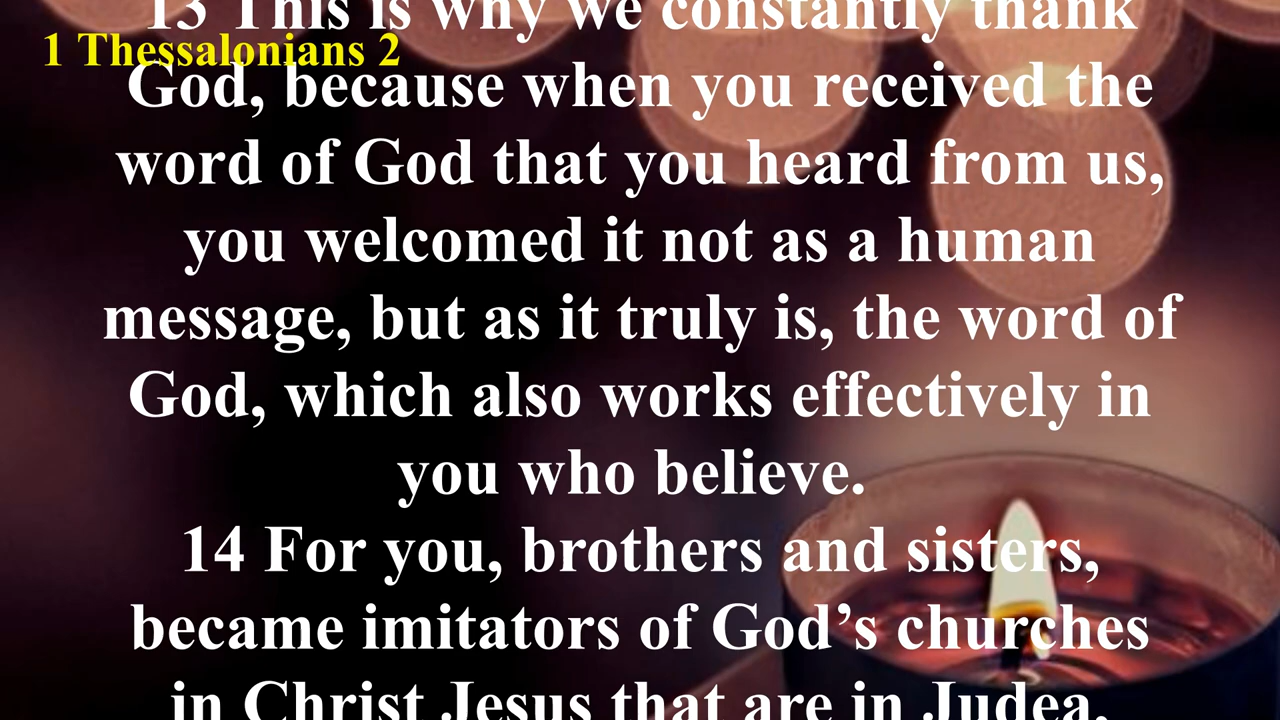 13 This is why we constantly thank
1 Thessalonians 2
God, because when you received the
word of God that you heard from us,
you welcomed it not as a human
message, but as it truly is, the word of
God, which also works effectively in
you who believe.
14 For you, brothers and sisters,
became imitators of God’s churches
in Christ Jesus that are in Judea,